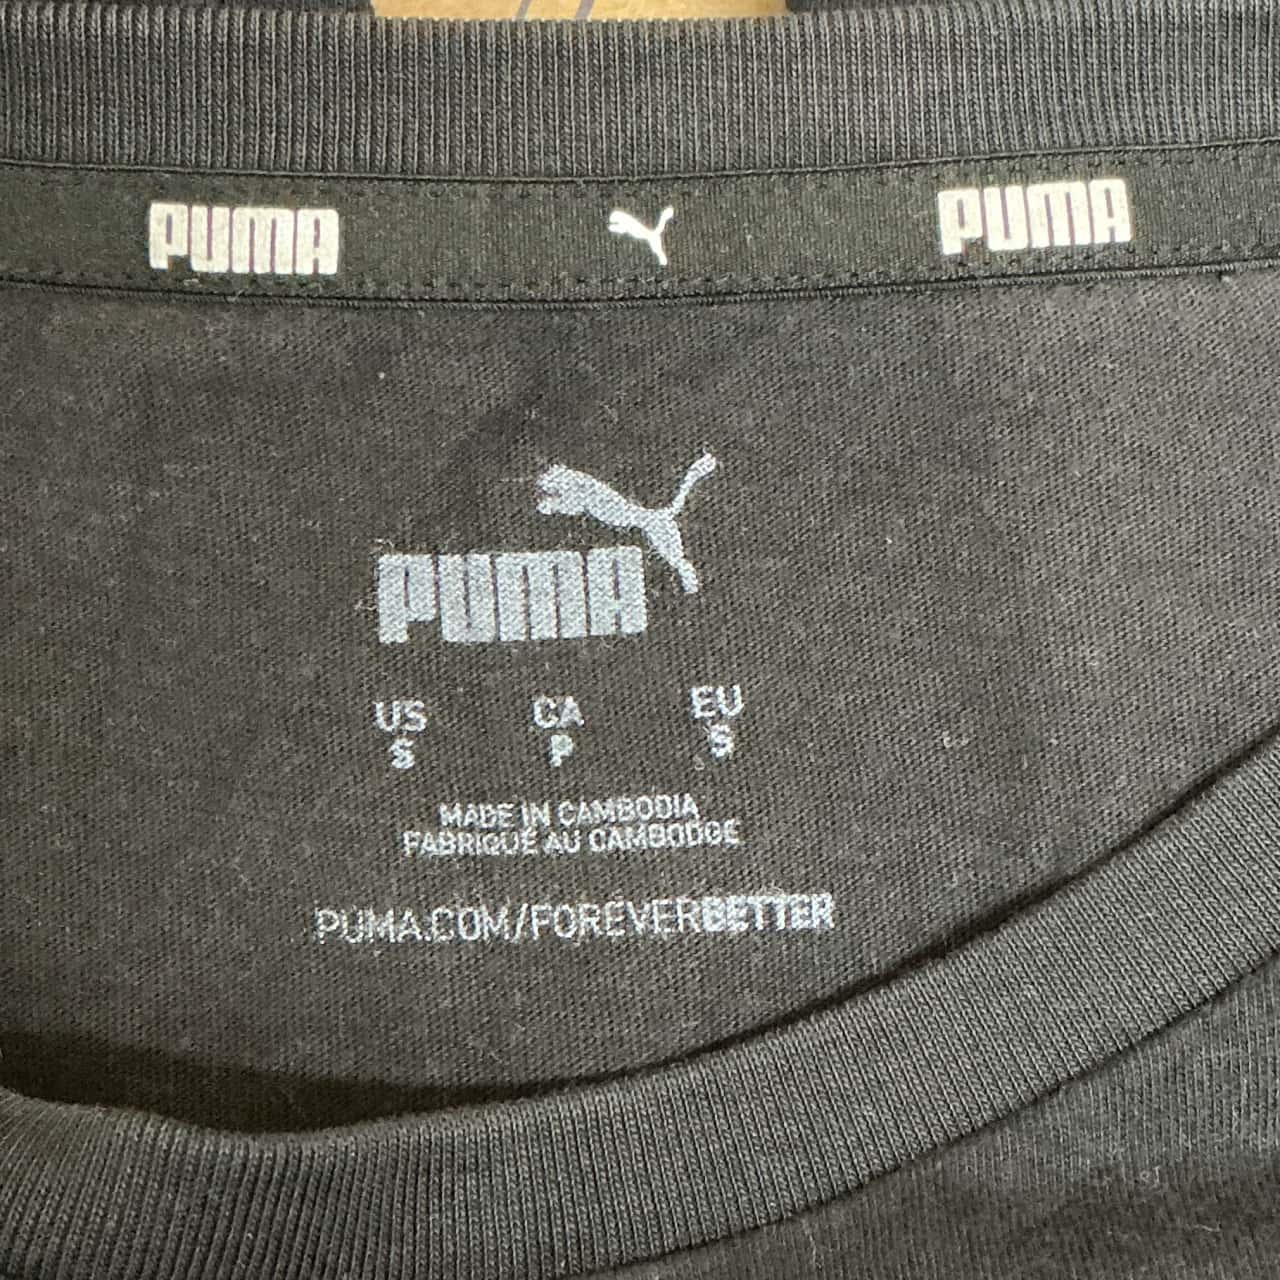 PUMA PUMA
PUMA
US CA EU
S P S
MADE IN CAMBODIA
FABRIQUÉ AU CAMBODGE
PUMA.COM/FOREVERBETTER